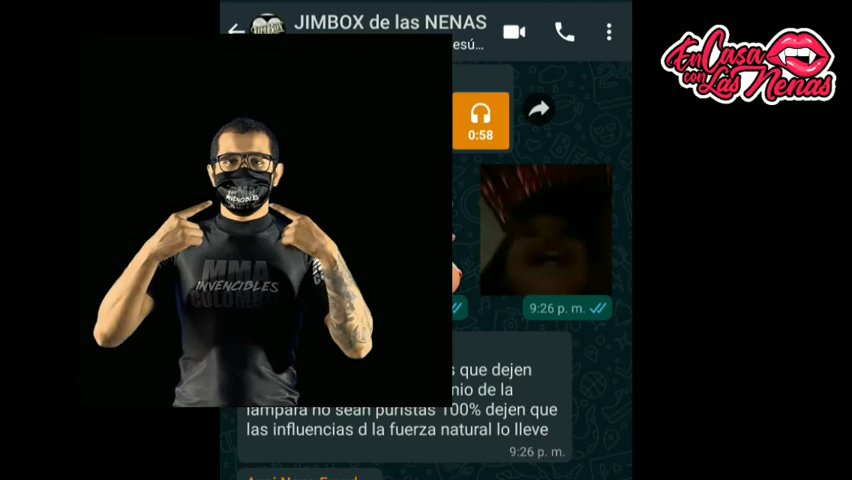 JIMBOX de las NENAS
esú...
En Casa
con Las Nenas
0:58
9:26 p. m.
MMA
INVENCIBLES
COLOMBIA
s que dejen
nio de la
lampara no sean puristas 100% dejen que
las influencias d la fuerza natural lo lleve
9:26 p. m.